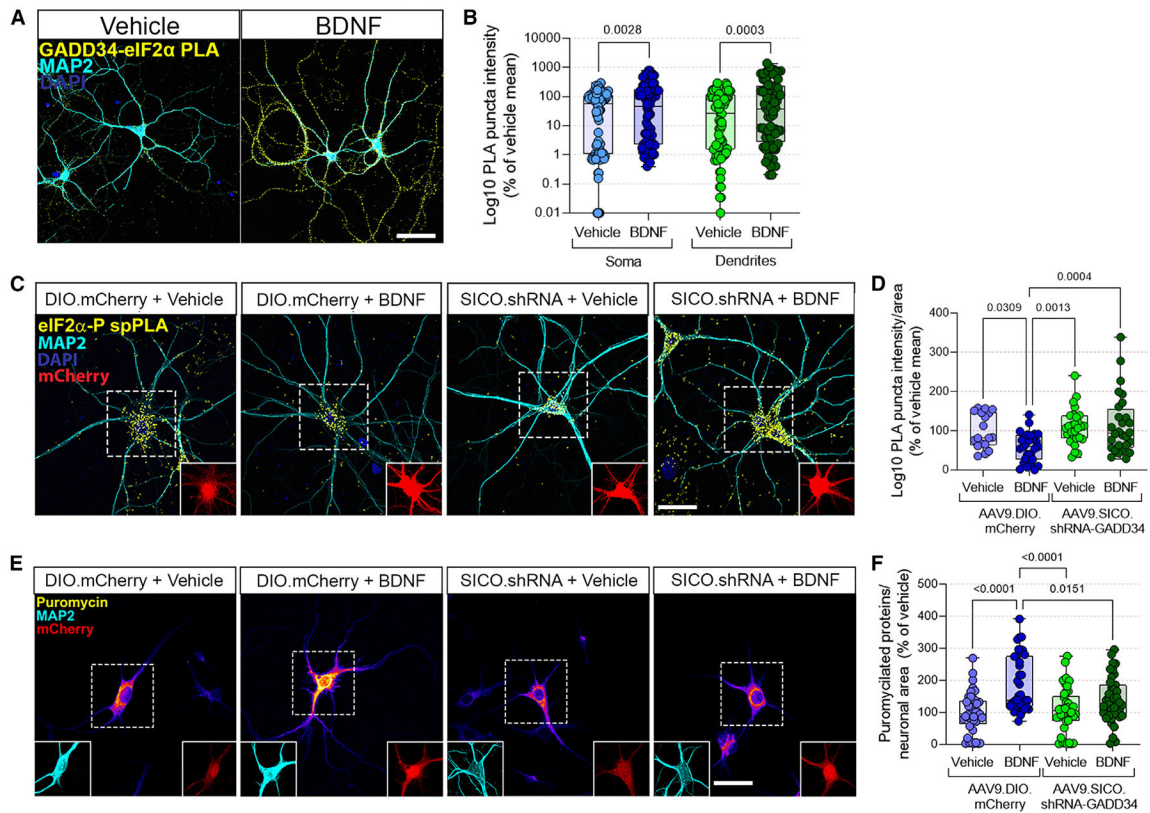 A
Vehicle
BDNF
GADD34-eIF2α PLA
MAP2
DAPI
B
Log10 PLA puncta intensity
(% of vehicle mean)
10000
1000
100
10
1
0.1
0.01
0.0028
0.0003
Vehicle BDNF
Vehicle BDNF
Soma
Dendrites
C
DIO.mCherry + Vehicle
DIO.mCherry + BDNF
SICO.shRNA + Vehicle
SICO.shRNA + BDNF
eIF2α-P spPLA
MAP2
DAPI
mCherry
D
Log10 PLA puncta intensity/area
(% of vehicle mean)
400
300
200
100
0
0.0004
0.0309
0.0013
Vehicle BDNF Vehicle BDNF
AAV9.DIO.
mCherry
AAV9.SICO.
shRNA-GADD34
E
DIO.mCherry + Vehicle
DIO.mCherry + BDNF
SICO.shRNA + Vehicle
SICO.shRNA + BDNF
Puromycin
MAP2
mCherry
F
Puromycilated proteins/
neuronal area (% of vehicle)
500
400
300
200
100
0
<0.0001
<0.0001
0.0151
Vehicle BDNF Vehicle BDNF
AAV9.DIO.
mCherry
AAV9.SICO.
shRNA-GADD34